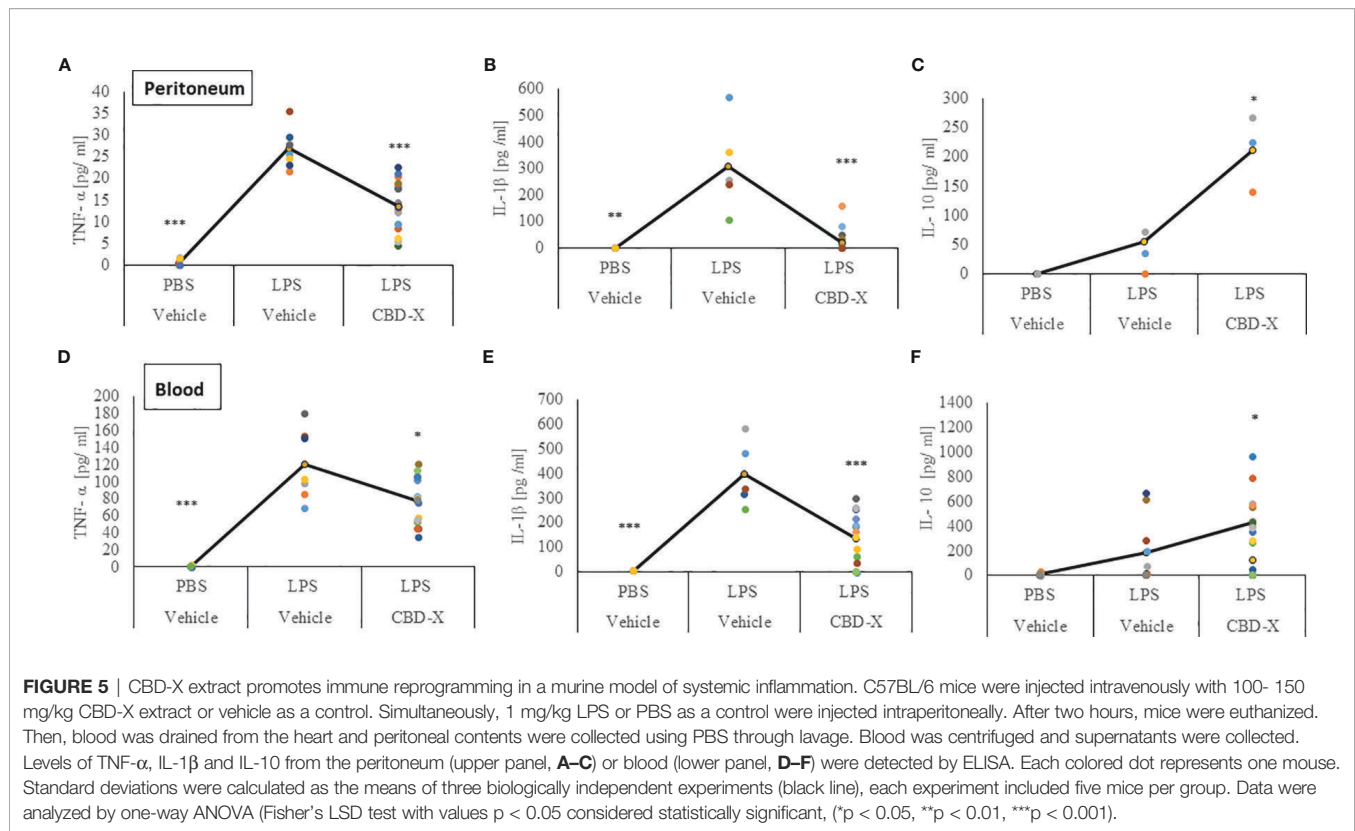 A
Peritoneum
TNF- α [pg/ ml]
40
35
30
25
20
15
10
5
0
***
***
PBS
LPS
LPS
Vehicle
Vehicle
CBD-X
B
IL-1β [pg /ml]
600
500
400
300
200
100
0
**
***
PBS
LPS
LPS
Vehicle
Vehicle
CBD-X
C
IL- 10 [pg/ ml]
300
250
200
150
100
50
0
*
PBS
LPS
LPS
Vehicle
Vehicle
CBD-X
D
Blood
TNF- α [pg/ ml]
200
180
160
140
120
100
80
60
40
20
0
***
*
PBS
LPS
LPS
Vehicle
Vehicle
CBD-X
E
IL-1β [pg /ml]
700
600
500
400
300
200
100
0
***
***
PBS
LPS
LPS
Vehicle
Vehicle
CBD-X
F
IL- 10 [pg/ ml]
1400
1200
1000
800
600
400
200
0
*
PBS
LPS
LPS
Vehicle
Vehicle
CBD-X
FIGURE 5 | CBD-X extract promotes immune reprogramming in a murine model of systemic inflammation. C57BL/6 mice were injected intravenously with 100- 150
mg/kg CBD-X extract or vehicle as a control. Simultaneously, 1 mg/kg LPS or PBS as a control were injected intraperitoneally. After two hours, mice were euthanized.
Then, blood was drained from the heart and peritoneal contents were collected using PBS through lavage. Blood was centrifuged and supernatants were collected.
Levels of TNF-α, IL-1β and IL-10 from the peritoneum (upper panel, A–C) or blood (lower panel, D–F) were detected by ELISA. Each colored dot represents one mouse.
Standard deviations were calculated as the means of three biologically independent experiments (black line), each experiment included five mice per group. Data were
analyzed by one-way ANOVA (Fisher's LSD test with values p < 0.05 considered statistically significant, (*p < 0.05, **p < 0.01, ***p < 0.001).